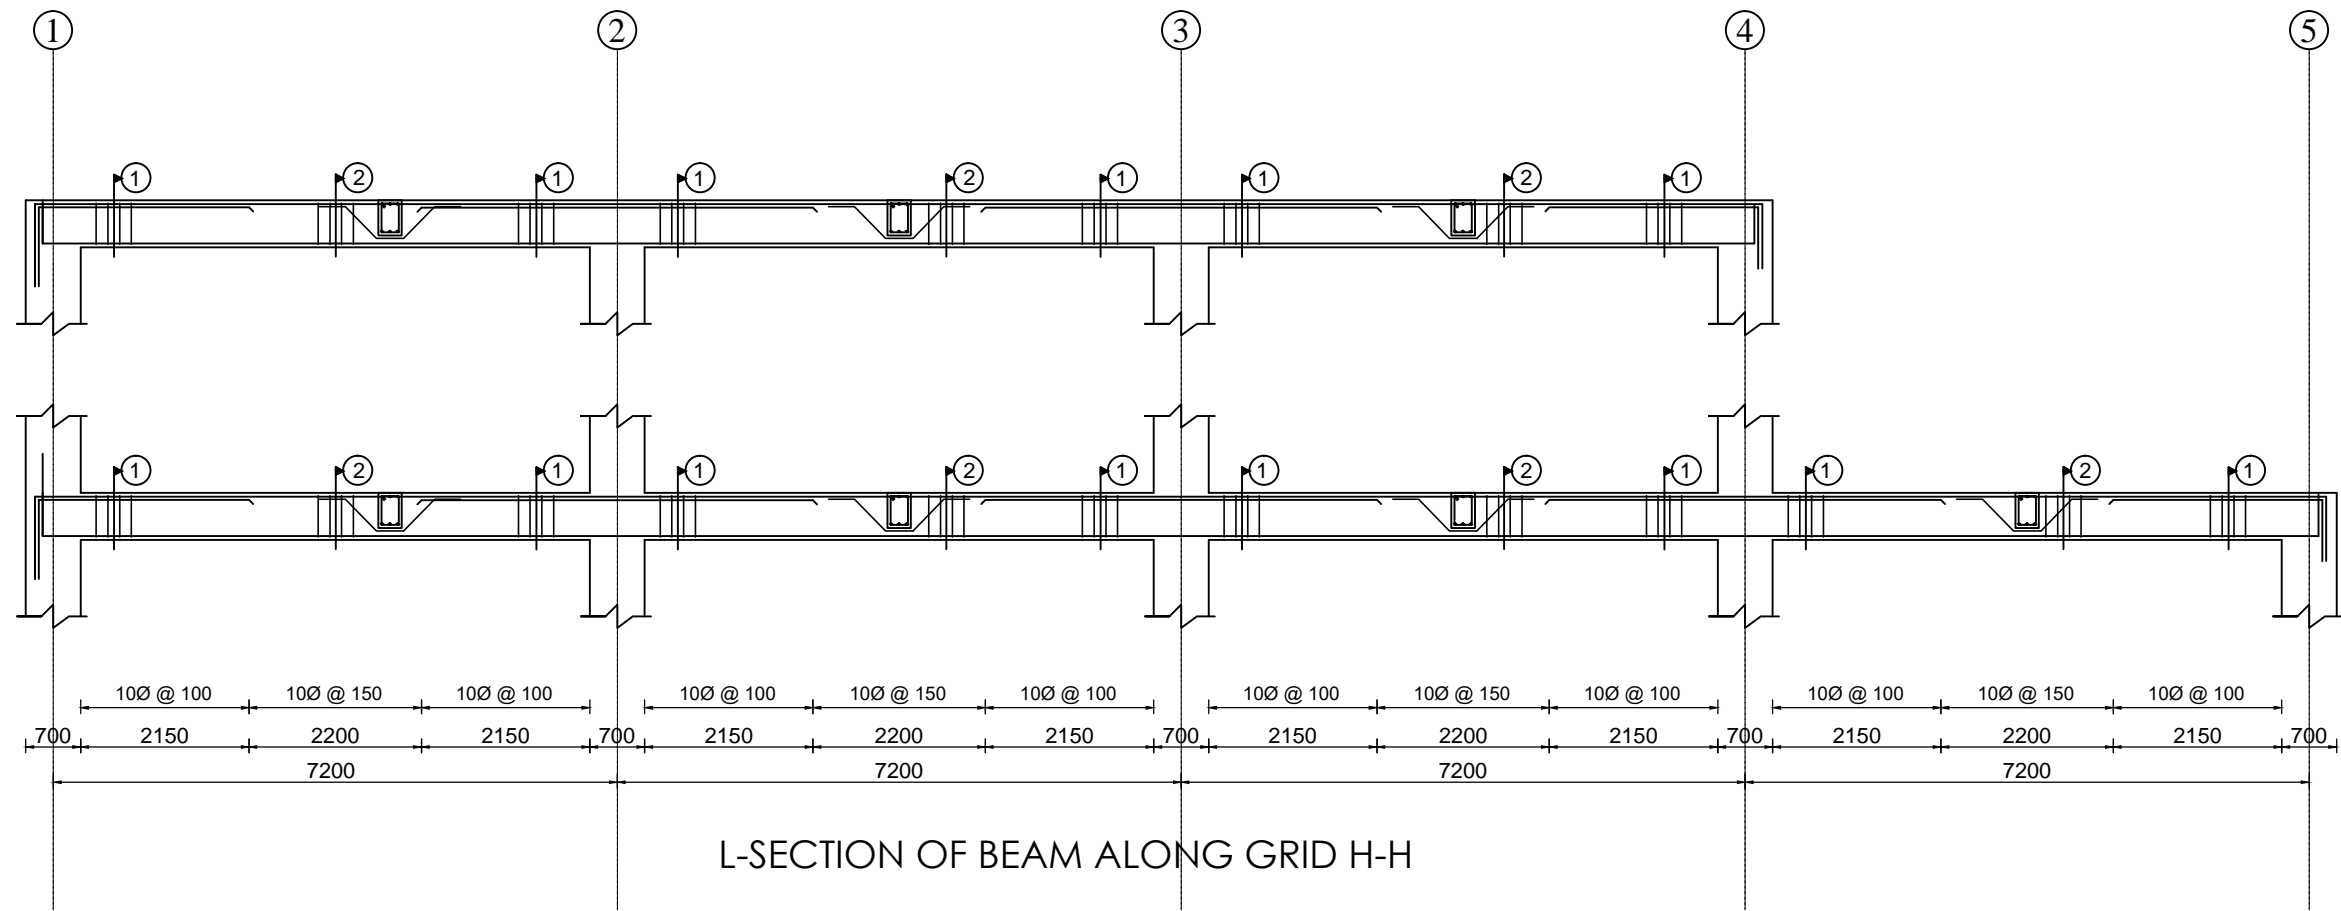 1 2 3 4 5
1 2 1 1 2 1 1 2 1
1 2 1 1 2 1 1 2 1 1 2 1
10Ø @ 100 10Ø @ 150 10Ø @ 100 10Ø @ 100 10Ø @ 150 10Ø @ 100 10Ø @ 100 10Ø @ 150 10Ø @ 100 10Ø @ 100 10Ø @ 150 10Ø @ 100
700 2150 2200 2150 700 2150 2200 2150 700 2150 2200 2150 700 2150 2200 2150 700
7200 7200 7200 7200
L-SECTION OF BEAM ALONG GRID H-H